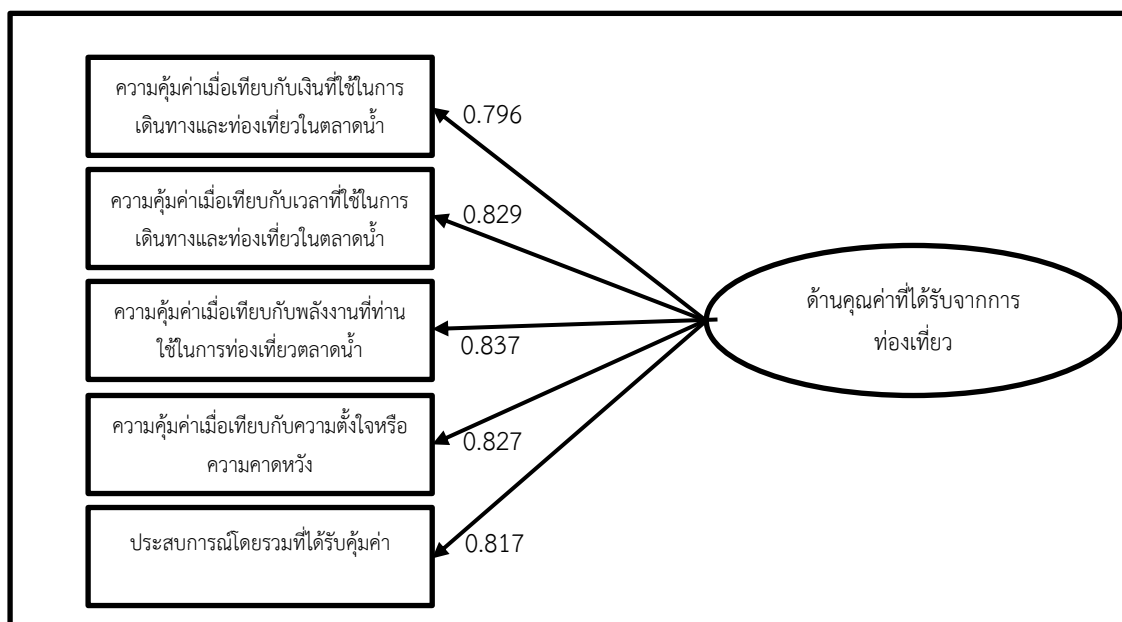 ความคุ้มค่าเมื่อเทียบกับเงินที่ใช้ในการ
เดินทางและท่องเที่ยวในตลาดน้ำ
0.796
ความคุ้มค่าเมื่อเทียบกับเวลาที่ใช้ในการ
เดินทางและท่องเที่ยวในตลาดน้ำ
0.829
ความคุ้มค่าเมื่อเทียบกับพลังงานที่ท่าน
ใช้ในการท่องเที่ยวตลาดน้ำ
0.837
ความคุ้มค่าเมื่อเทียบกับความตั้งใจหรือ
ความคาดหวัง
0.827
ประสบการณ์โดยรวมที่ได้รับคุ้มค่า
0.817
ด้านคุณค่าที่ได้รับจากการ
ท่องเที่ยว